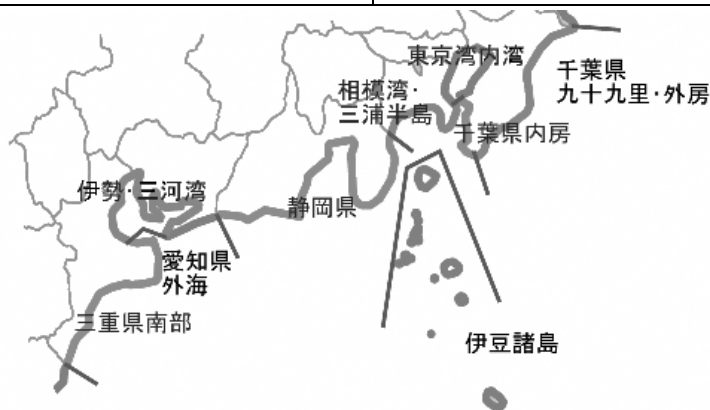 東京湾内湾
千葉県
九十九里・外房
相模湾・
三浦半島
千葉県内房
伊勢・三河湾
静岡県
愛知県
外海
三重県南部
伊豆諸島